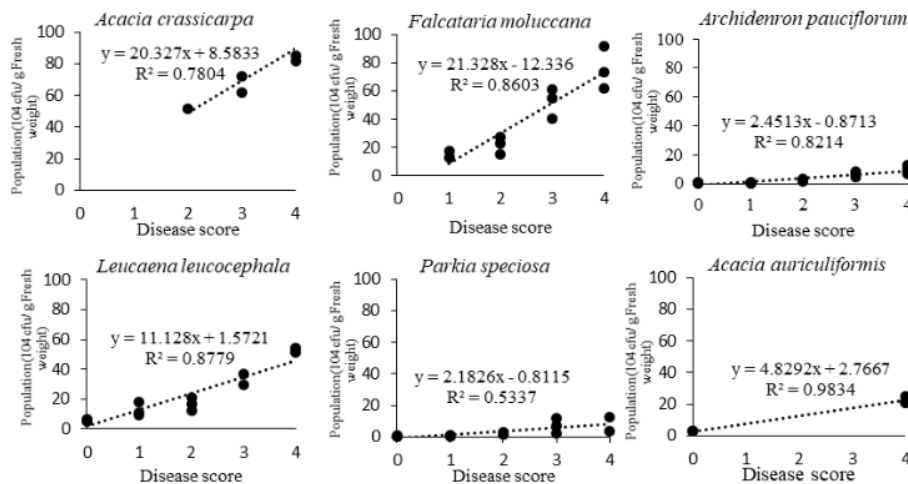 Acacia crassicarpa
Population(104 cfu/ gFresh
weight)
100
80
60
40
20
0
y = 20.327x + 8.5833
R² = 0.7804
0 1 2 3 4
Disease score
Falcataria moluccana
Population(104 cfu/ gFresh
weight)
100
80
60
40
20
0
y = 21.328x - 12.336
R² = 0.8603
0 1 2 3 4
Disease score
Archidenron pauciflorum
Population(104 cfu/ gFresh
weight)
100
80
60
40
20
0
y = 2.4513x - 0.8713
R² = 0.8214
0 1 2 3 4
Disease score
Leucaena leucocephala
Population(104 cfu/ gFresh
weight)
100
80
60
40
20
0
y = 11.128x + 1.5721
R² = 0.8779
0 1 2 3 4
Disease score
Parkia speciosa
Population(104 cfu/ gFresh
weight)
100
80
60
40
20
0
y = 2.1826x - 0.8115
R² = 0.5337
0 1 2 3 4
Disease score
Acacia auriculiformis
Population(104 cfu/ gFresh
weight)
100
80
60
40
20
0
y = 4.8292x + 2.7667
R² = 0.9834
0 1 2 3 4
Disease score